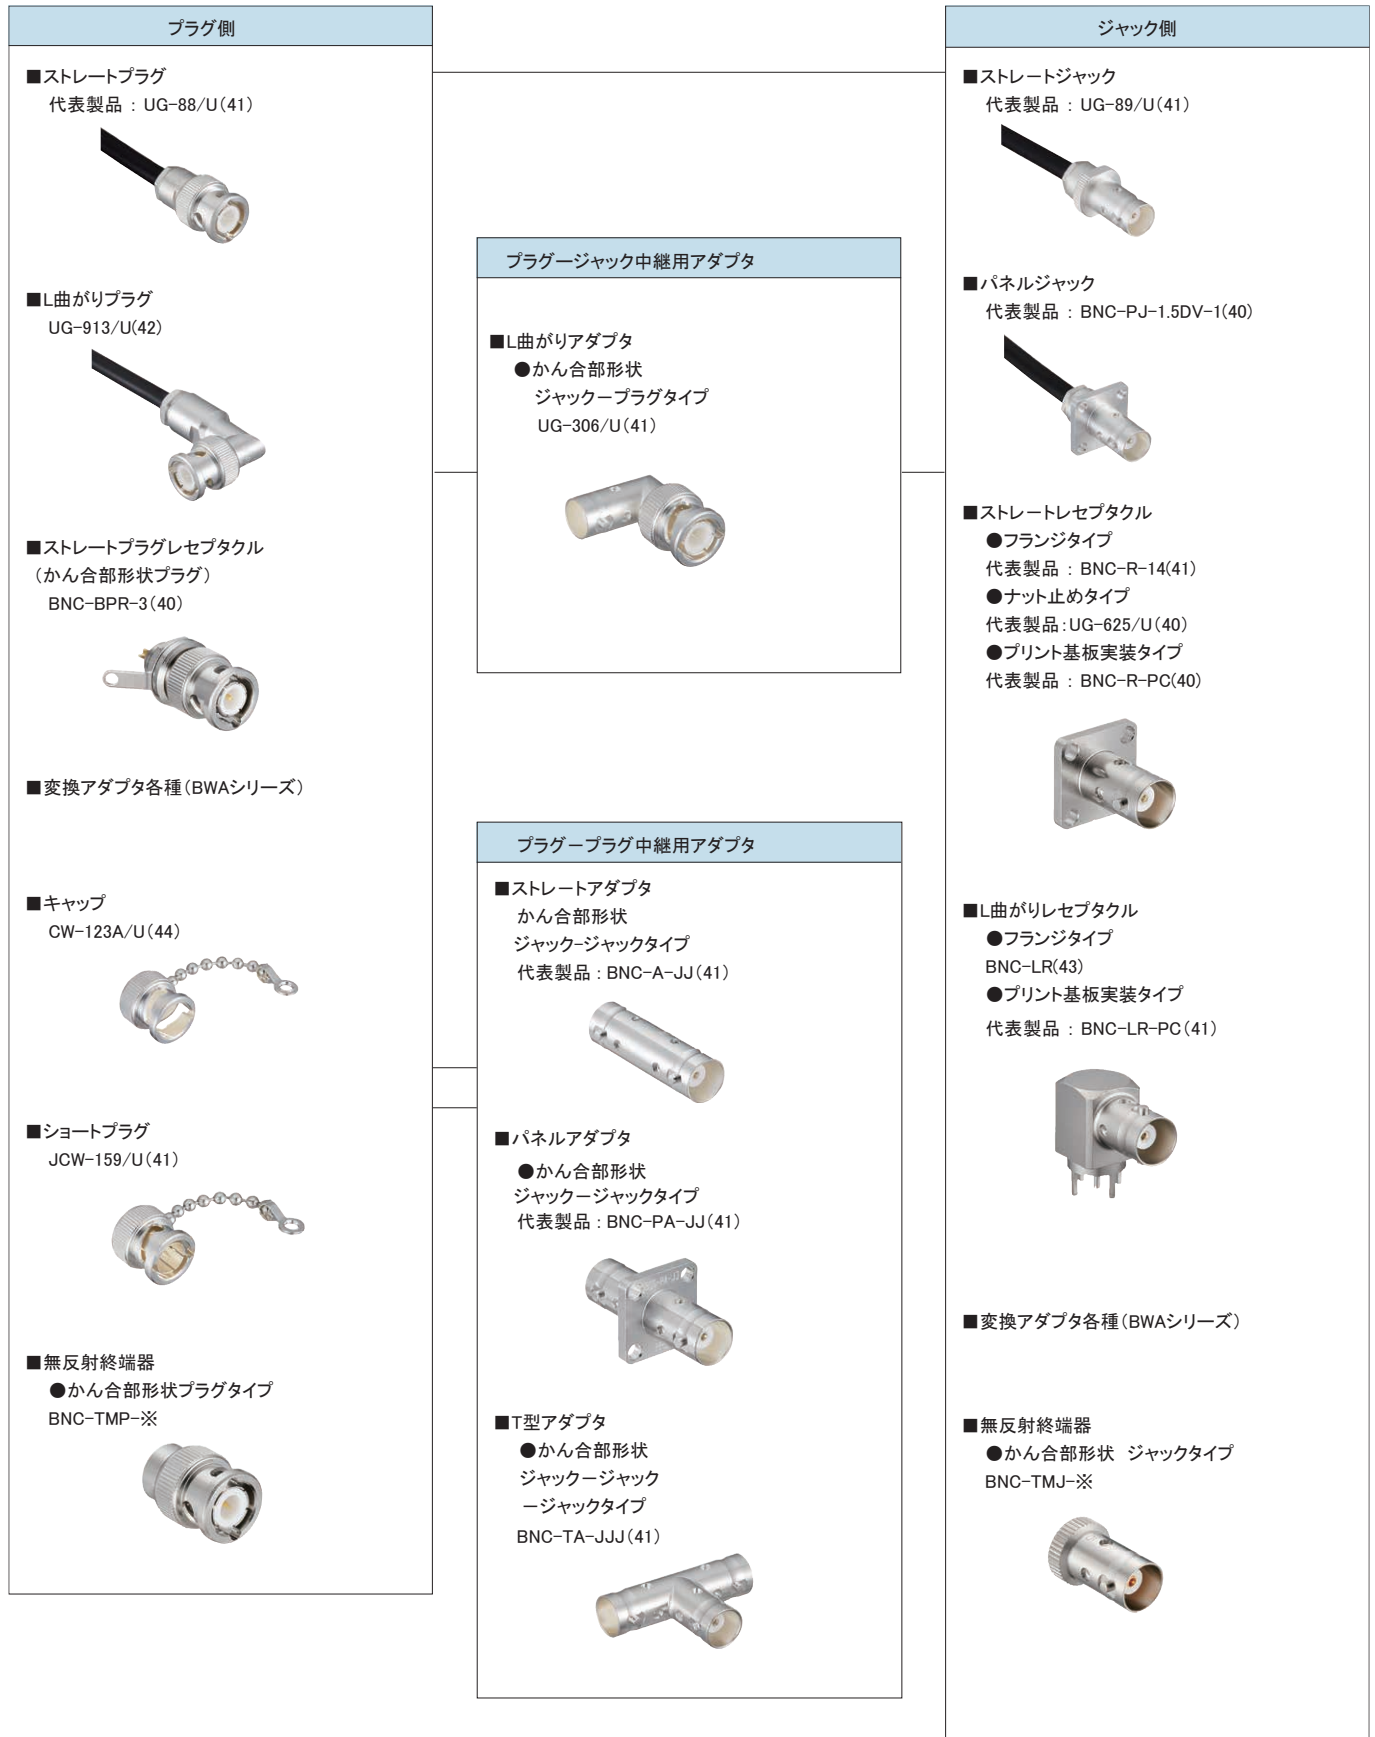 プラグ側
■ストレートプラグ
代表製品 : UG-88/U(41)
■L曲がりプラグ
UG-913/U(42)
■ストレートプラグレセプタクル
（かん合部形状プラグ）
BNC-BPR-3(40)
■変換アダプタ各種（BWAシリーズ）
■キャップ
CW-123A/U(44)
■ショートプラグ
JCW-159/U(41)
■無反射終端器
●かん合部形状プラグタイプ
BNC-TMP-※
プラグージャック中継用アダプタ
■L曲がりアダプタ
●かん合部形状
ジャックープラグタイプ
UG-306/U(41)
プラグープラグ中継用アダプタ
■ストレートアダプタ
かん合部形状
ジャック-ジャックタイプ
代表製品 : BNC-A-JJ(41)
■パネルアダプタ
●かん合部形状
ジャックージャックタイプ
代表製品 : BNC-PA-JJ(41)
■T型アダプタ
●かん合部形状
ジャックージャック
ージャックタイプ
BNC-TA-JJJ(41)
ジャック側
■ストレートジャック
代表製品 : UG-89/U(41)
■パネルジャック
代表製品 : BNC-PJ-1.5DV-1(40)
■ストレートレセプタクル
●フランジタイプ
代表製品 : BNC-R-14(41)
●ナット止めタイプ
代表製品:UG-625/U(40)
●プリント基板実装タイプ
代表製品 : BNC-R-PC(40)
■L曲がりレセプタクル
●フランジタイプ
BNC-LR(43)
●プリント基板実装タイプ
代表製品 : BNC-LR-PC(41)
■変換アダプタ各種（BWAシリーズ）
■無反射終端器
●かん合部形状　ジャックタイプ
BNC-TMJ-※